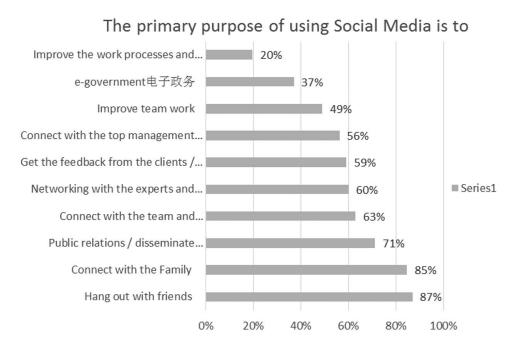 The primary purpose of using Social Media is to
Improve the work processes and... 20%
e-government电子政务 37%
Improve team work 49%
Connect with the top management... 56%
Get the feedback from the clients /... 59%
Networking with the experts and... 60%
Connect with the team and... 63%
Public relations / disseminate... 71%
Connect with the Family 85%
Hang out with friends 87%
Series1
0% 20% 40% 60% 80% 100%